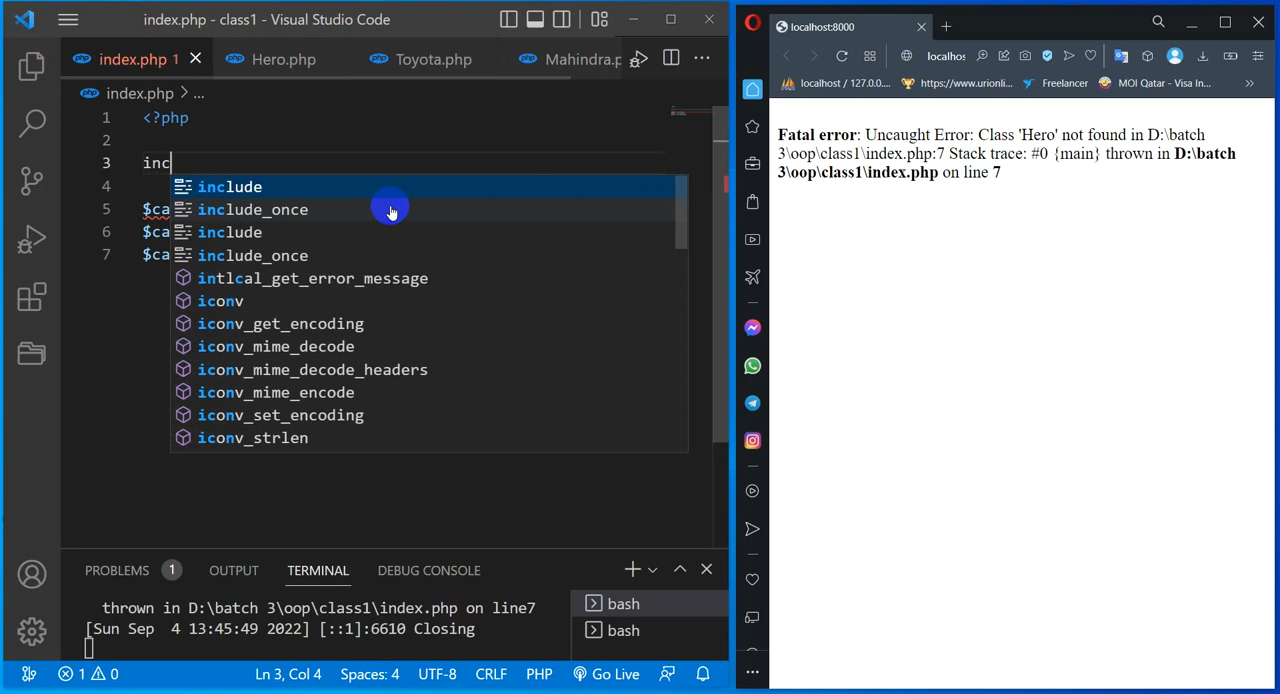 index.php - class1 - Visual Studio Code
index.php 1
Hero.php
Toyota.php
Mahindra.p
index.php > ...
1 <?php
2
3 inc
4
5 $ca
6 $ca
7 $ca
include
include_once
include
include_once
intlcal_get_error_message
iconv
iconv_get_encoding
iconv_mime_decode
iconv_mime_decode_headers
iconv_mime_encode
iconv_set_encoding
iconv_strlen
PROBLEMS 1 OUTPUT TERMINAL DEBUG CONSOLE
thrown in D:\batch 3\oop\class1\index.php on line7
[Sun Sep 4 13:45:49 2022] [::1]:6610 Closing
bash
bash
1 0 Ln 3, Col 4 Spaces: 4 UTF-8 CRLF PHP Go Live
localhost:8000
localhos
localhost / 127.0.0.... https://www.urionli... Freelancer MOI Qatar - Visa In...
Fatal error: Uncaught Error: Class 'Hero' not found in D:\batch
3\oop\class1\index.php:7 Stack trace: #0 {main} thrown in D:\batch
3\oop\class1\index.php on line 7